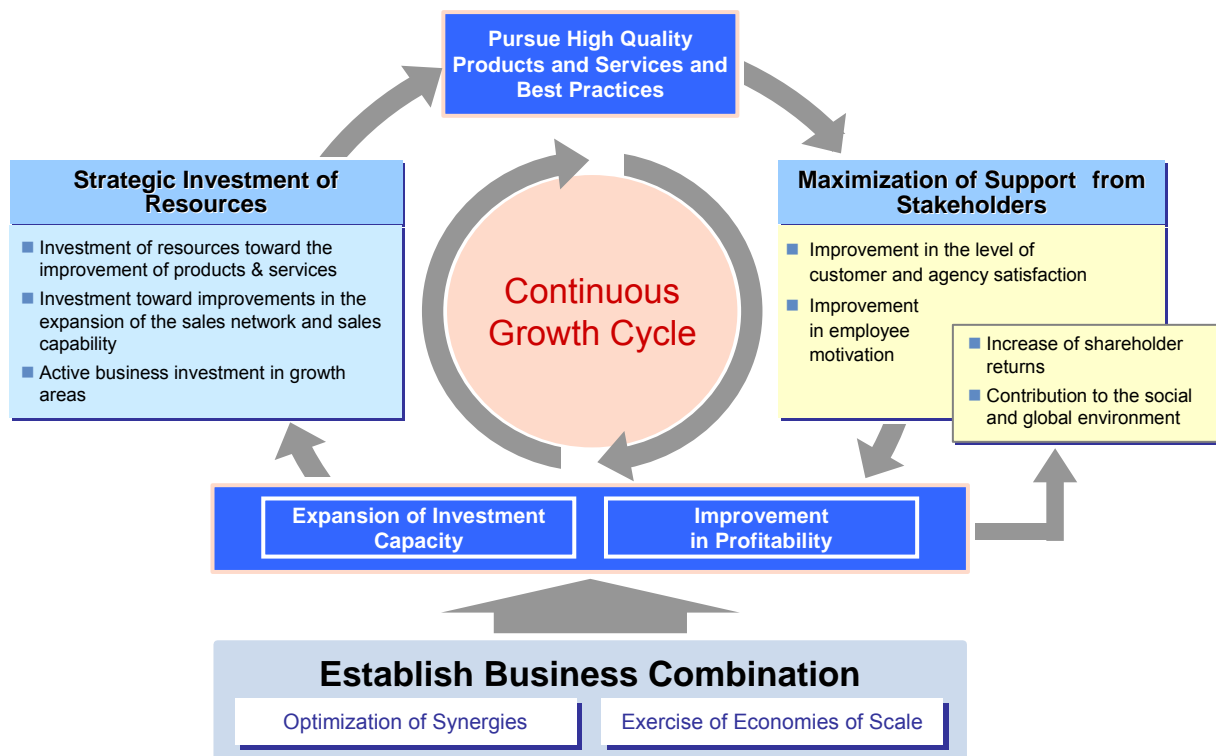 Pursue High Quality
Products and Services and
Best Practices
Strategic Investment of
Resources
Investment of resources toward the
improvement of products & services
Investment toward improvements in the
expansion of the sales network and sales
capability
Active business investment in growth
areas
Continuous
Growth Cycle
Maximization of Support from
Stakeholders
Improvement in the level of
customer and agency satisfaction
Improvement
in employee
motivation
Increase of shareholder
returns
Contribution to the social
and global environment
Expansion of Investment
Capacity
Improvement
in Profitability
Establish Business Combination
Optimization of Synergies
Exercise of Economies of Scale